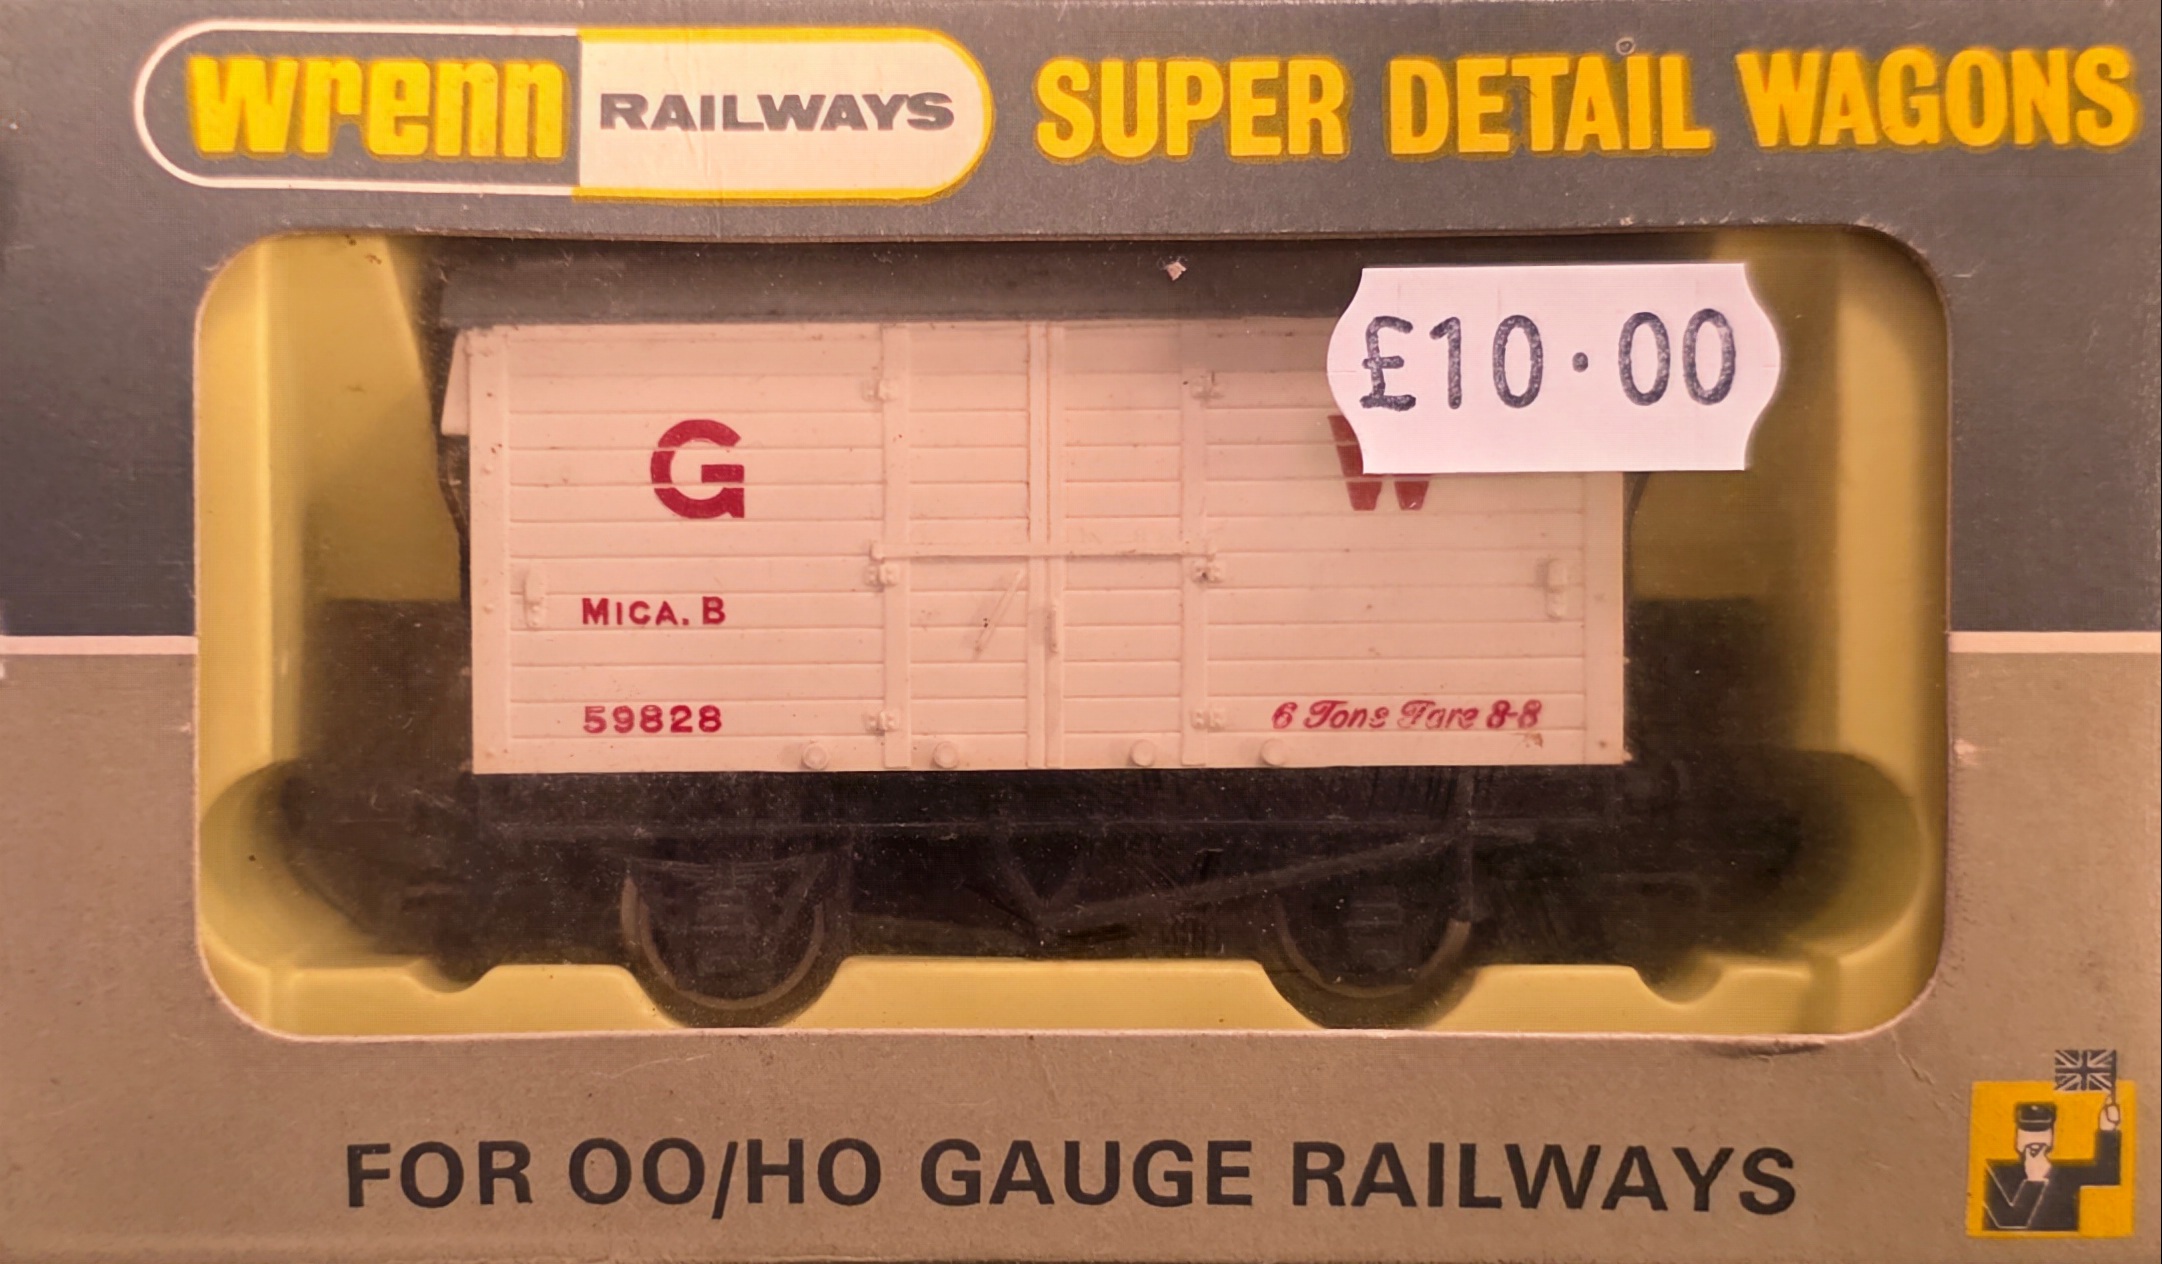 wrenn RAILWAYS SUPER DETAIL WAGONS
£10.00
G W
MICA. B
59828
6 Tons Tare 8-8
FOR OO/HO GAUGE RAILWAYS